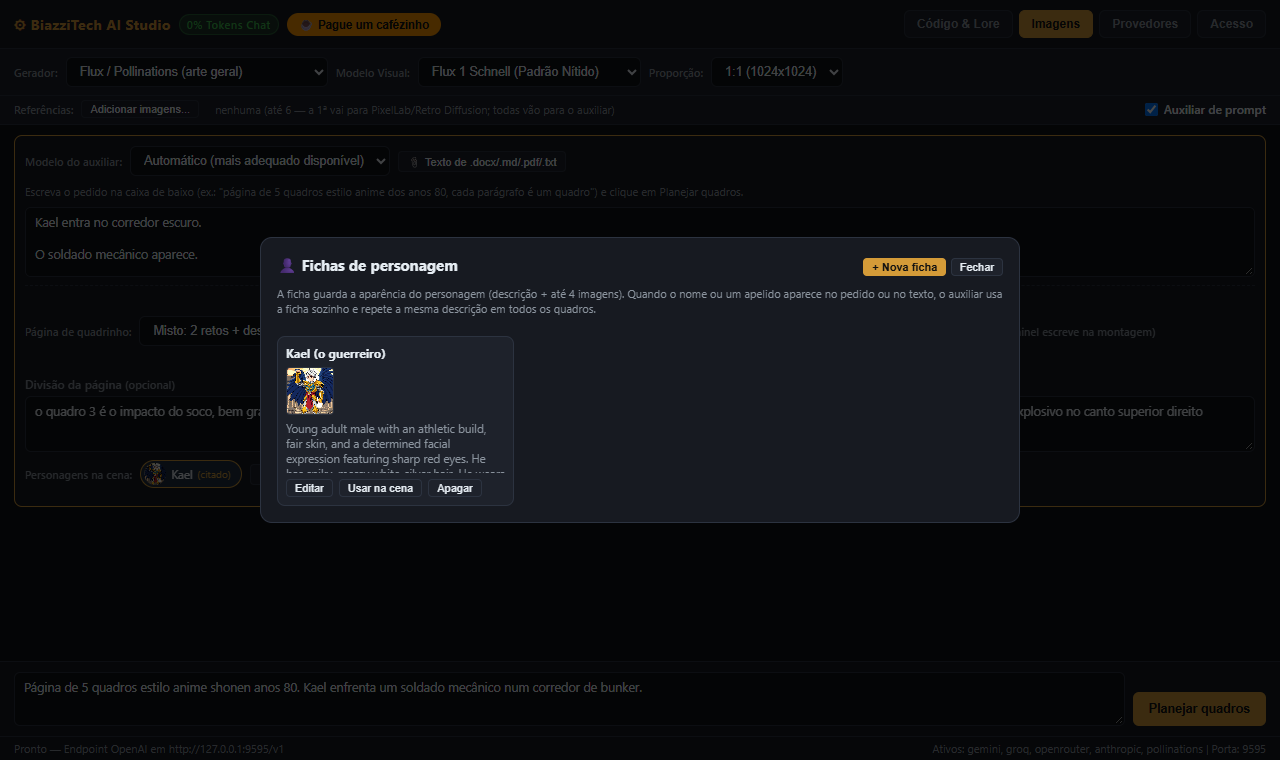 BiazziTech AI Studio
0% Tokens Chat
Pague um cafézinho
Código & Lore
Imagens
Provedores
Acesso
Gerador:
Flux / Pollinations (arte geral)
Modelo Visual:
Flux 1 Schnell (Padrão Nítido)
Proporção:
1:1 (1024x1024)
Referências:
Adicionar imagens...
nenhuma (até 6 — a 1ª vai para PixelLab/Retro Diffusion; todas vão para o auxiliar)
Auxiliar de prompt
Modelo do auxiliar:
Automático (mais adequado disponível)
Texto de .docx/.md/.pdf/.txt
Escreva o pedido na caixa de baixo (ex.: "página de 5 quadros estilo anime dos anos 80, cada parágrafo é um quadro") e clique em Planejar quadros.
Kael entra no corredor escuro.
O soldado mecânico aparece.
Fichas de personagem
+ Nova ficha
Fechar
A ficha guarda a aparência do personagem (descrição + até 4 imagens). Quando o nome ou um apelido aparece no pedido ou no texto, o auxiliar usa
a ficha sozinho e repete a mesma descrição em todos os quadros.
Kael (o guerreiro)
Young adult male with an athletic build,
fair skin, and a determined facial
expression featuring sharp red eyes. He
Editar
Usar na cena
Apagar
Página de quadrinho:
Misto: 2 retos + des
inel escreve na montagem)
Divisão da página (opcional)
o quadro 3 é o impacto do soco, bem gra
xplosivo no canto superior direito
Personagens na cena:
Kael (citado)
Página de 5 quadros estilo anime shonen anos 80. Kael enfrenta um soldado mecânico num corredor de bunker.
Planejar quadros
Pronto — Endpoint OpenAI em http://127.0.0.1:9595/v1
Ativos: gemini, groq, openrouter, anthropic, pollinations | Porta: 9595